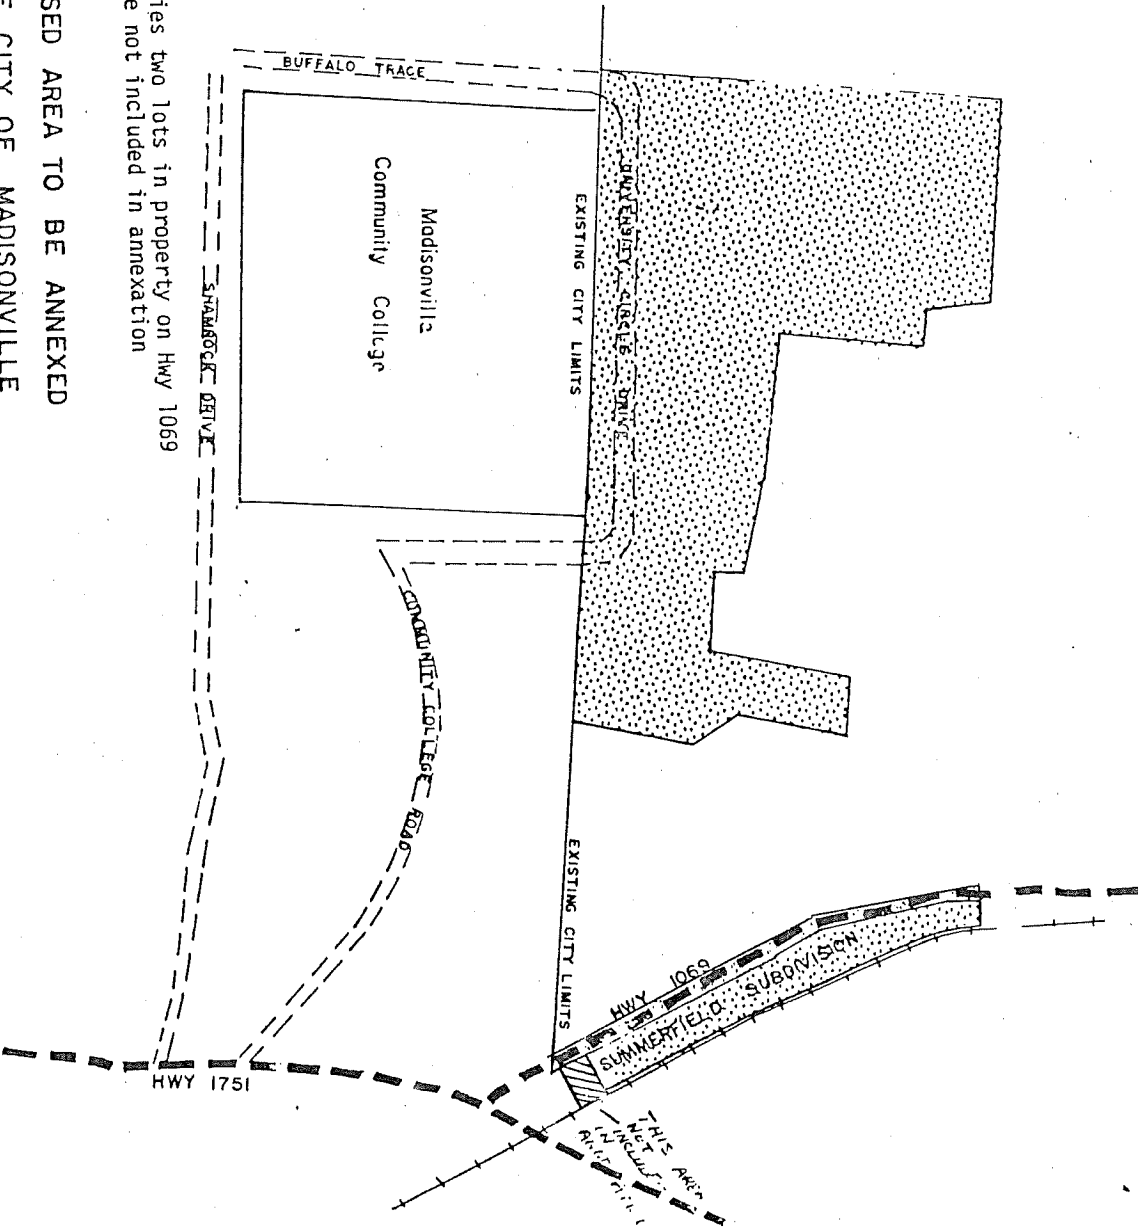 BUFFALO TRACE
UNIVERSITY CIRCLE DRIVE
EXISTING CITY LIMITS
Madisonville
Community College
SHAMROCK DRIVE
COMMUNITY COLLEGE ROAD
EXISTING CITY LIMITS
HWY 1069
SUMMERFIELD SUBDIVISION
HWY 1751
THIS AREA
NOT
IN
ies two lots in property on Hwy 1069
e not included in annexation
SED AREA TO BE ANNEXED
E CITY OF MADISONVILLE